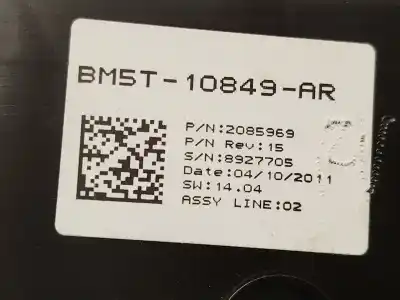 BM5T-10849-AR
P/N:2085969
P/N Rev:15
S/N:8927705
Date:04/10/2011
SW:14.04
ASSY LINE:02